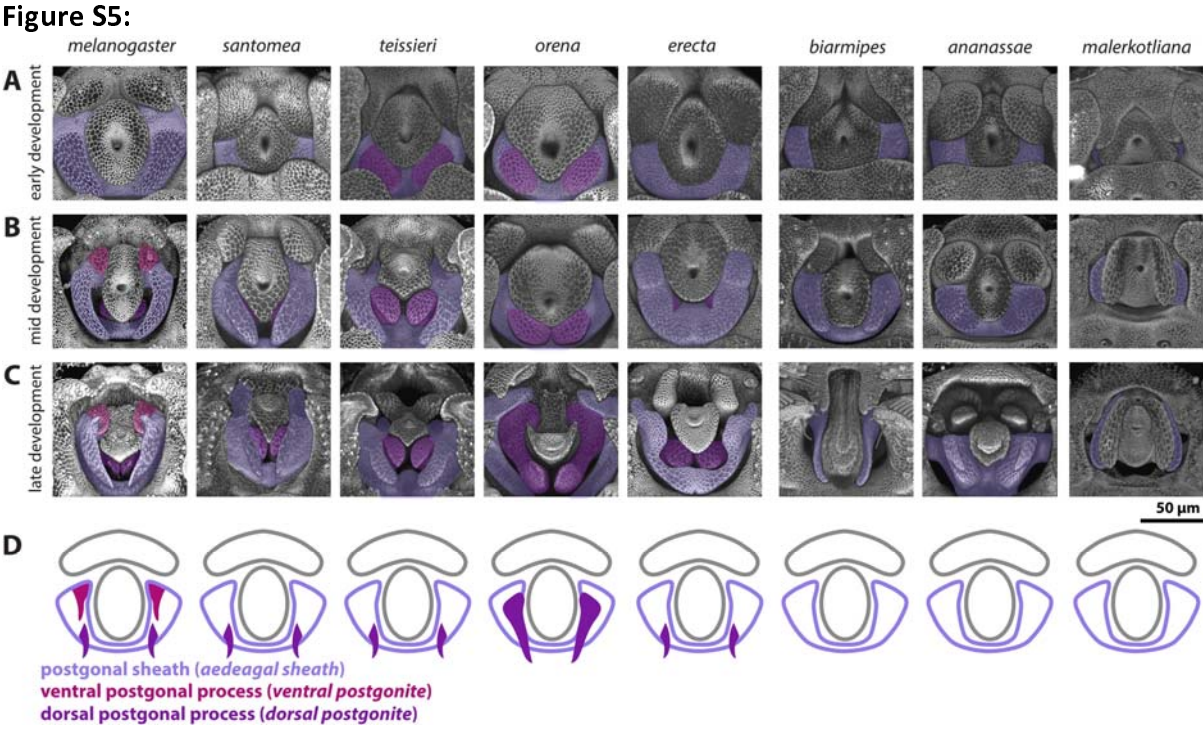 Figure S5:
melanogaster santomea teissieri orena erecta biarmipes ananassae malerkotliana
A
early development
B
mid development
C
late development
50 µm
D
postgonal sheath (aedeagal sheath)
ventral postgonal process (ventral postgonite)
dorsal postgonal process (dorsal postgonite)